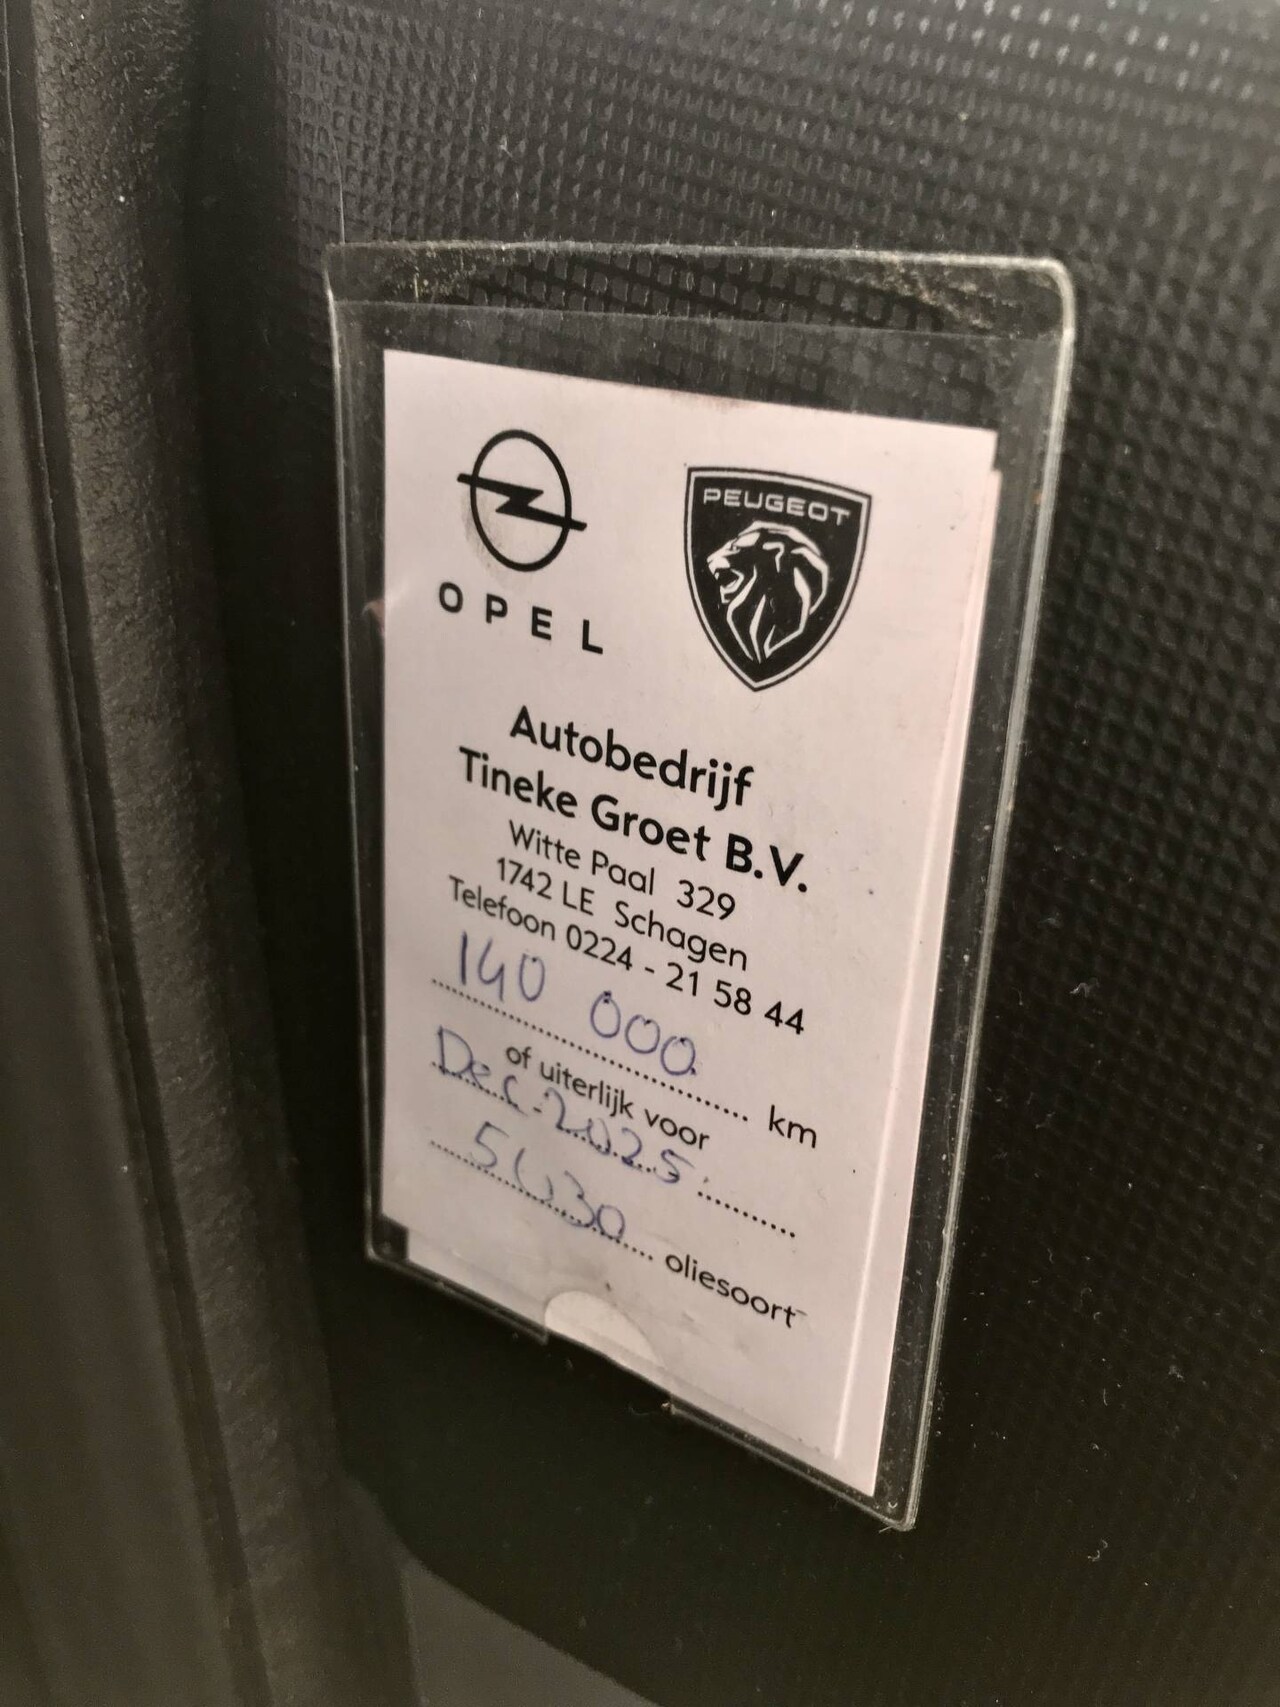 OPEL
PEUGEOT
Autobedrijf
Tineke Groet B.V.
Witte Paal 329
1742 LE Schagen
Telefoon 0224 - 21 58 44
140 000 km
of uiterlijk voor
Dec. 2025
5W30 oliesoort